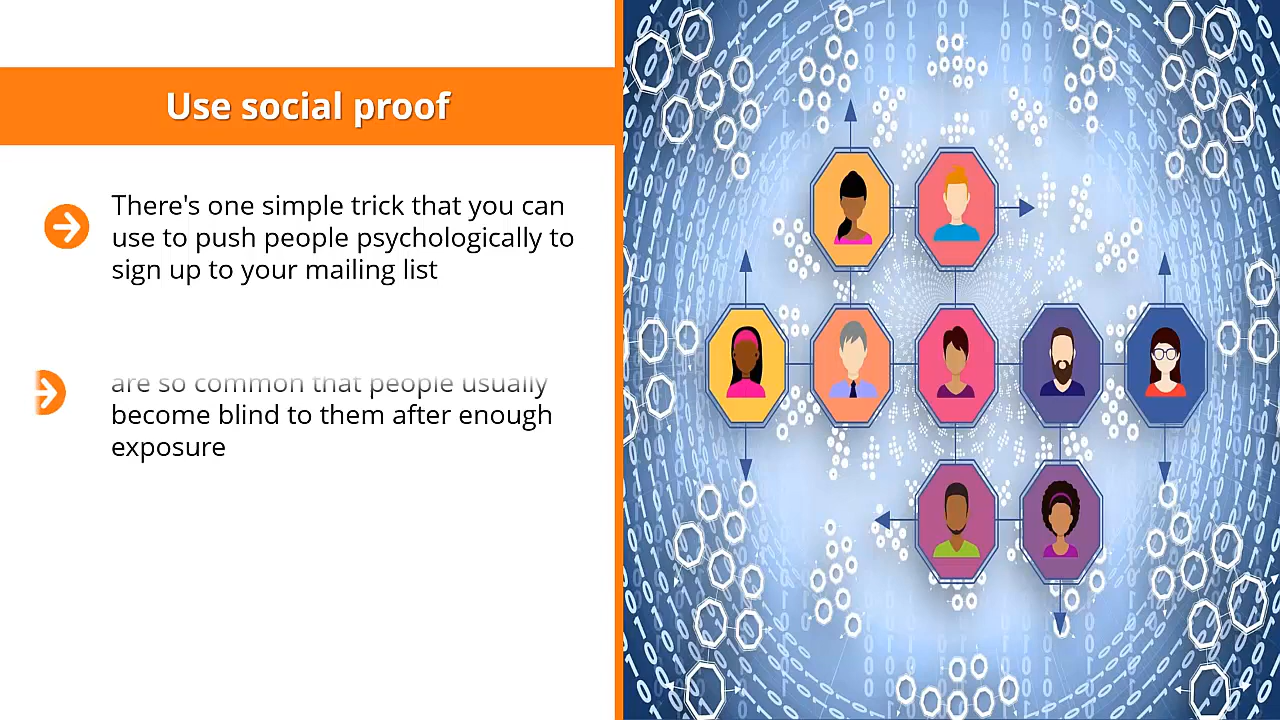 Use social proof
There's one simple trick that you can
use to push people psychologically to
sign up to your mailing list
are so common that people usually
become blind to them after enough
exposure